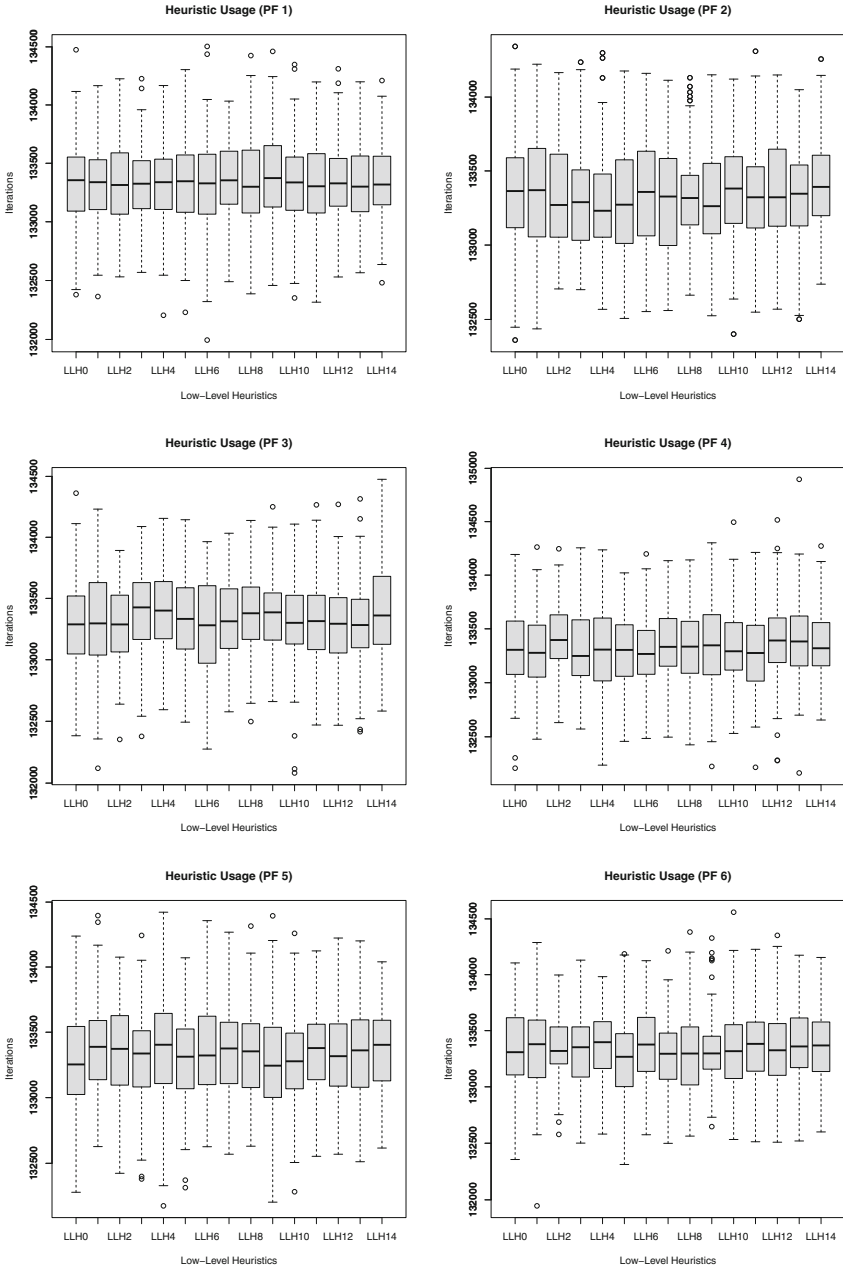 Heuristic Usage (PF 1)
Iterations
134500
134000
133500
133000
132500
132000
LLH0 LLH2 LLH4 LLH6 LLH8 LLH10 LLH12 LLH14
Low−Level Heuristics
Heuristic Usage (PF 2)
Iterations
134000
133500
133000
132500
LLH0 LLH2 LLH4 LLH6 LLH8 LLH10 LLH12 LLH14
Low−Level Heuristics
Heuristic Usage (PF 3)
Iterations
134500
134000
133500
133000
132500
132000
LLH0 LLH2 LLH4 LLH6 LLH8 LLH10 LLH12 LLH14
Low−Level Heuristics
Heuristic Usage (PF 4)
Iterations
135000
134500
134000
133500
133000
132500
LLH0 LLH2 LLH4 LLH6 LLH8 LLH10 LLH12 LLH14
Low−Level Heuristics
Heuristic Usage (PF 5)
Iterations
134500
134000
133500
133000
132500
LLH0 LLH2 LLH4 LLH6 LLH8 LLH10 LLH12 LLH14
Low−Level Heuristics
Heuristic Usage (PF 6)
Iterations
134500
134000
133500
133000
132500
132000
LLH0 LLH2 LLH4 LLH6 LLH8 LLH10 LLH12 LLH14
Low−Level Heuristics